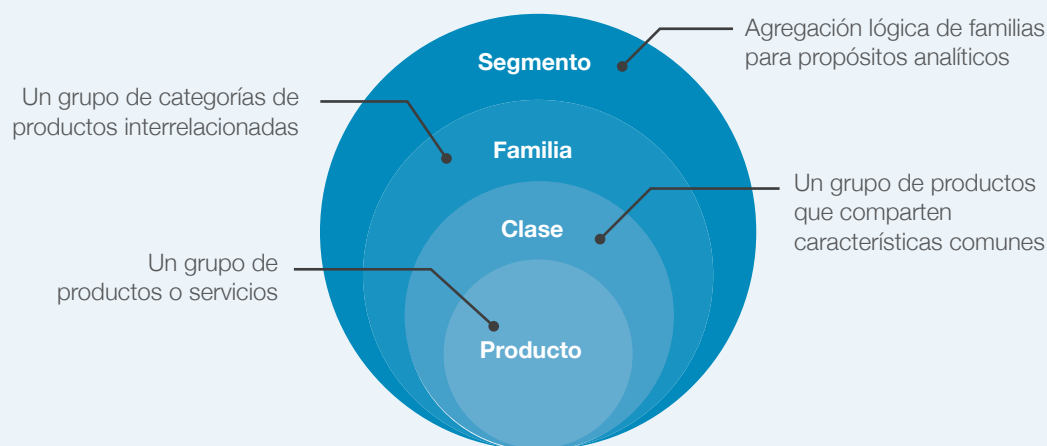 Segmento
Agregación lógica de familias
para propósitos analíticos
Un grupo de categorías de
productos interrelacionadas
Familia
Un grupo de productos
que comparten
características comunes
Clase
Un grupo de
productos o servicios
Producto